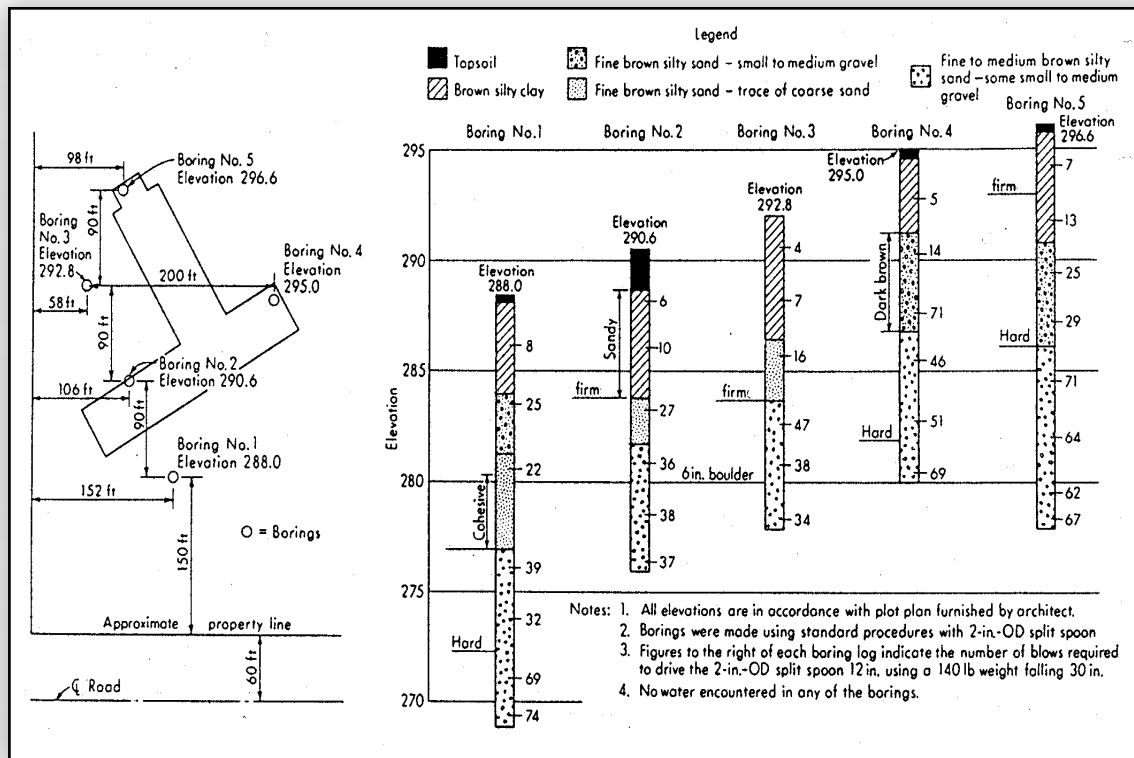 Legend
Topsoil
Brown silty clay
Fine brown silty sand – small to medium gravel
Fine brown silty sand – trace of coarse sand
Fine to medium brown silty
sand –some small to medium
gravel
98 ft
Boring No. 5
Elevation 296.6
90 ft
Boring
No. 3
Elevation
292.8
Boring No. 4
Elevation
295.0
200 ft
58 ft
90 ft
Boring No. 2
Elevation 290.6
106 ft
90 ft
Boring No. 1
Elevation 288.0
152 ft
O = Borings
150 ft
Approximate property line
60 ft
℄ Road
Elevation
295
290
285
280
275
270
Boring No. 1
Elevation
288.0
8
25
22
39
32
69
74
Cohesive
Hard
Boring No. 2
Elevation
290.6
6
10
27
36
38
37
Sandy
firm
Boring No. 3
Elevation
292.8
4
7
16
47
38
34
firm
6 in. boulder
Boring No. 4
Elevation
295.0
5
14
71
46
51
69
Dark brown
Hard
Boring No. 5
Elevation
296.6
7
13
25
29
71
64
62
67
firm
Hard
Notes: 1. All elevations are in accordance with plot plan furnished by architect.
2. Borings were made using standard procedures with 2-in.-OD split spoon
3. Figures to the right of each boring log indicate the number of blows required
to drive the 2-in.-OD split spoon 12 in. using a 140 lb weight falling 30 in.
4. No water encountered in any of the borings.